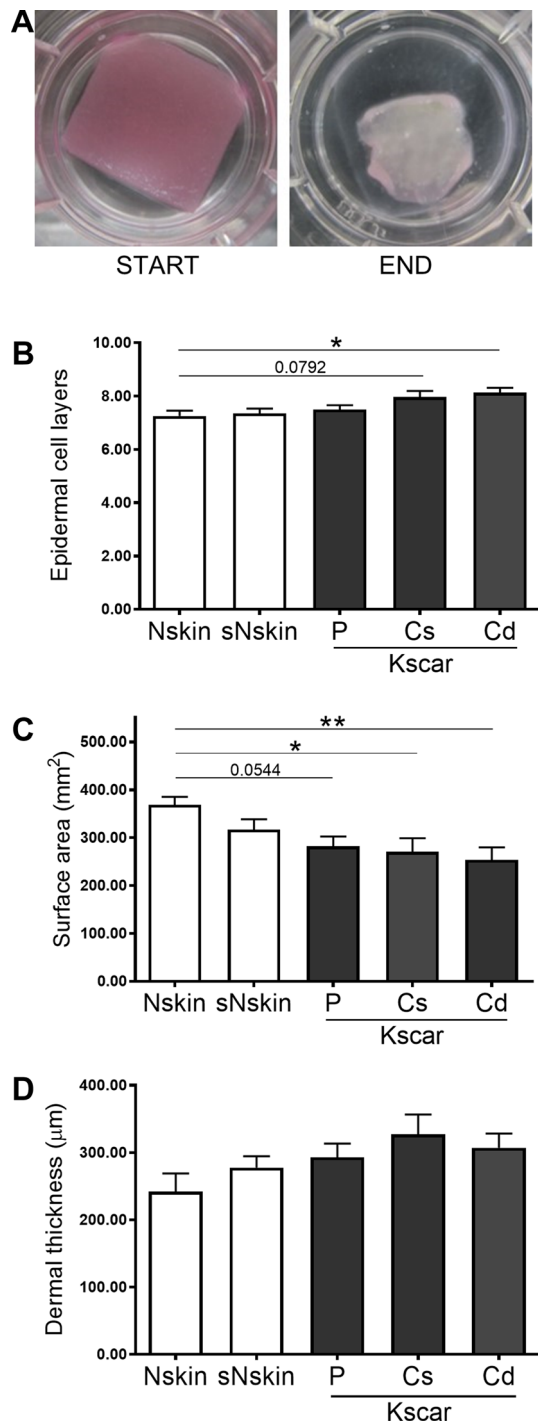 A
START END
B
Epidermal cell layers
10.00
8.00
6.00
4.00
2.00
0.00
*
0.0792
Nskin sNskin P Cs Cd
Kscar
C
Surface area (mm²)
500.00
400.00
300.00
200.00
100.00
0.00
**
*
0.0544
Nskin sNskin P Cs Cd
Kscar
D
Dermal thickness (μm)
400.00
300.00
200.00
100.00
0.00
Nskin sNskin P Cs Cd
Kscar